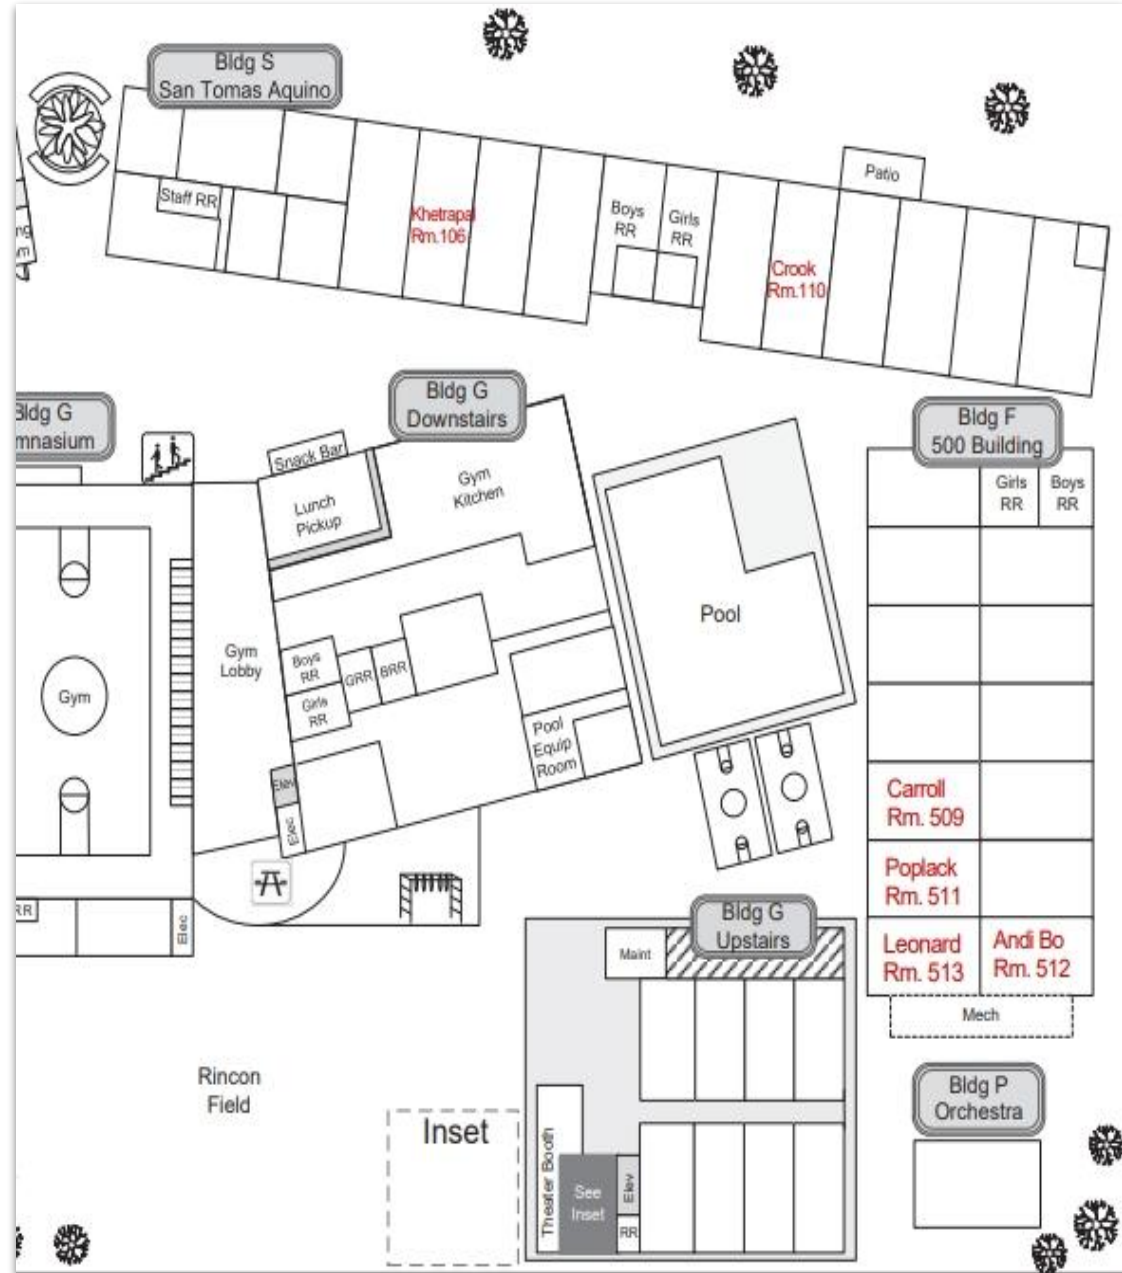 Bldg S
San Tomas Aquino
Patio
Staff RR
Khetrapal
Rm.106
Boys
RR
Girls
RR
Crook
Rm.110
ng
m
Bldg G
mnasium
Bldg G
Downstairs
Bldg F
500 Building
Snack Bar
Lunch
Pickup
Gym
Kitchen
Girls
RR
Boys
RR
Pool
Gym
Lobby
Gym
Boys
RR
Girls
RR
GRR
BRR
Pool
Equip
Room
Elev
Elec
Carroll
Rm. 509
Poplack
Rm. 511
Leonard
Rm. 513
Andi Bo
Rm. 512
Mech
RR
Elec
Bldg G
Upstairs
Maint
Rincon
Field
Inset
Theater Booth
See
Inset
Elev
RR
Bldg P
Orchestra